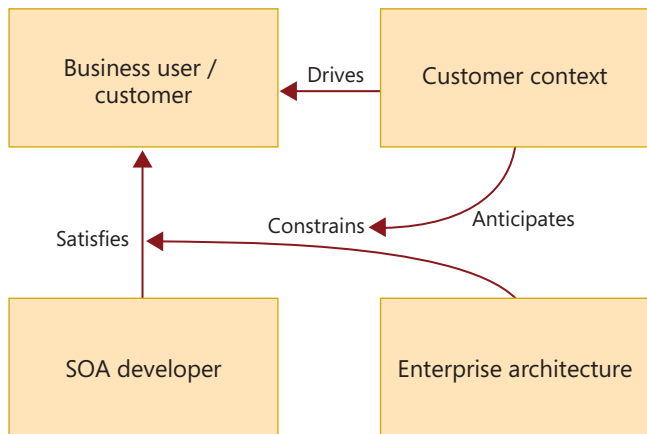 Business user /
customer
Drives
Customer context
Satisfies
Constrains
Anticipates
SOA developer
Enterprise architecture